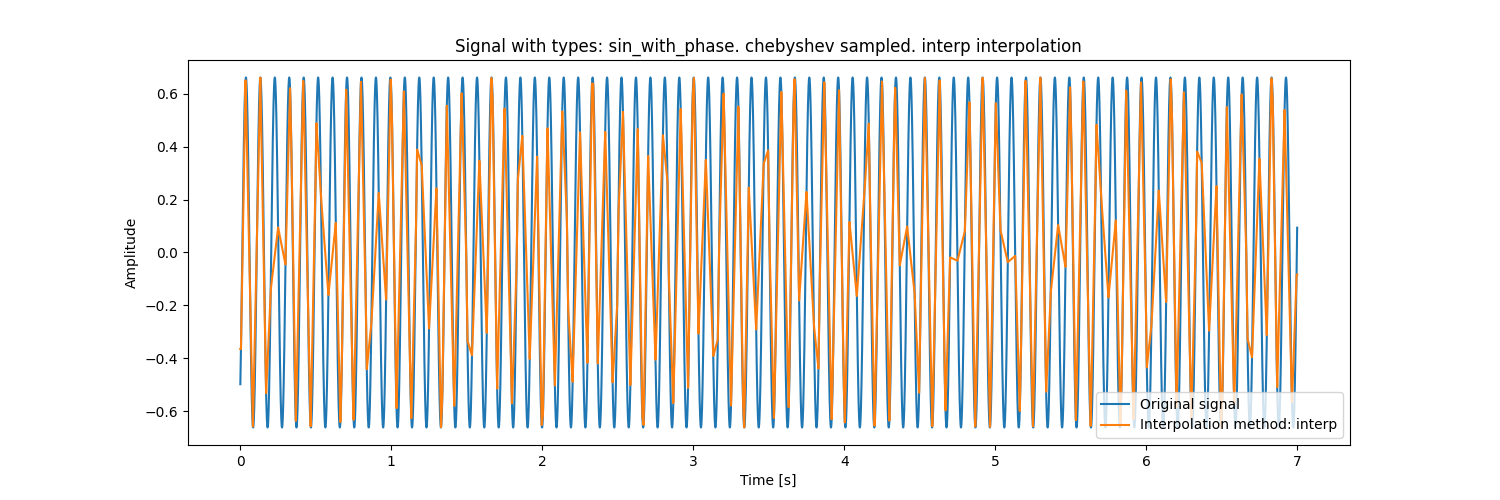 Signal with types: sin_with_phase. chebyshev sampled. interp interpolation
Amplitude
0.6
0.4
0.2
0.0
−0.2
−0.4
−0.6
0 1 2 3 4 5 6 7
Time [s]
Original signal
Interpolation method: interp